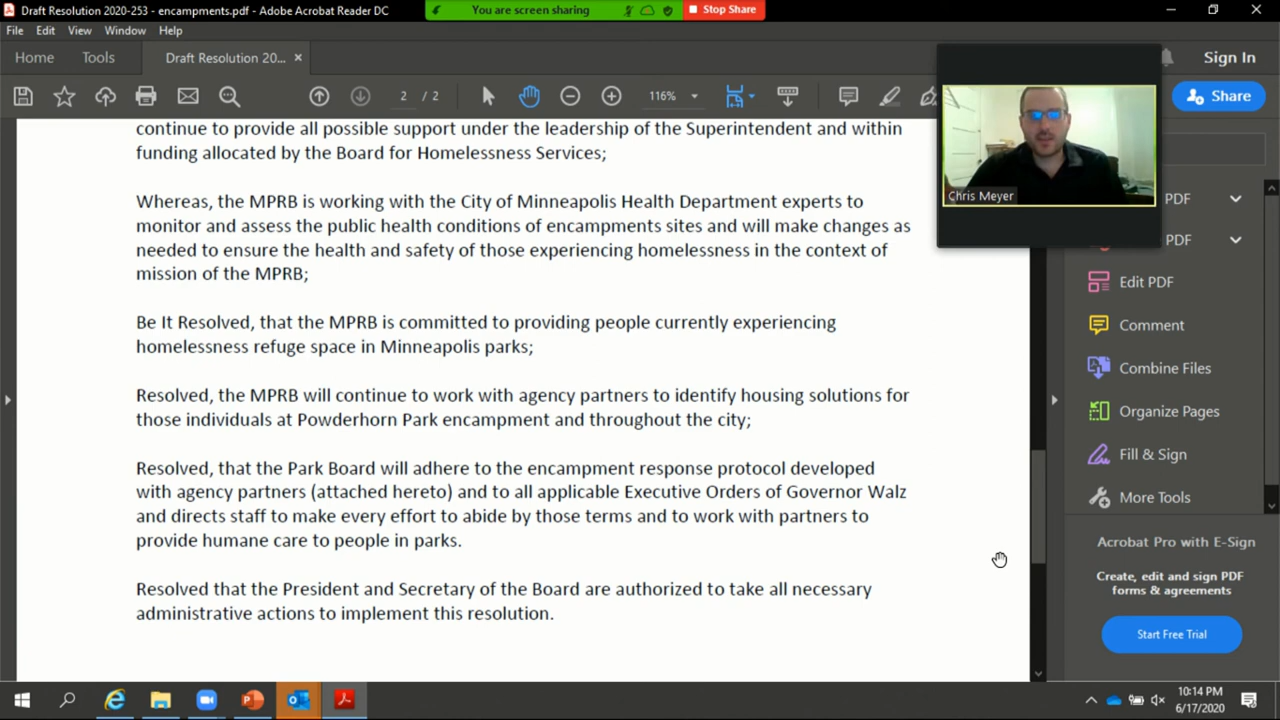 Draft Resolution 2020-253 - encampments.pdf - Adobe Acrobat Reader DC
You are screen sharing
Stop Share
File Edit View Window Help
Home Tools Draft Resolution 20... ×
Sign In
2 / 2
116%
Share
continue to provide all possible support under the leadership of the Superintendent and within
funding allocated by the Board for Homelessness Services;
Whereas, the MPRB is working with the City of Minneapolis Health Department experts to
monitor and assess the public health conditions of encampments sites and will make changes as
needed to ensure the health and safety of those experiencing homelessness in the context of
mission of the MPRB;
Be It Resolved, that the MPRB is committed to providing people currently experiencing
homelessness refuge space in Minneapolis parks;
Resolved, the MPRB will continue to work with agency partners to identify housing solutions for
those individuals at Powderhorn Park encampment and throughout the city;
Resolved, that the Park Board will adhere to the encampment response protocol developed
with agency partners (attached hereto) and to all applicable Executive Orders of Governor Walz
and directs staff to make every effort to abide by those terms and to work with partners to
provide humane care to people in parks.
Resolved that the President and Secretary of the Board are authorized to take all necessary
administrative actions to implement this resolution.
Chris Meyer
PDF
PDF
Edit PDF
Comment
Combine Files
Organize Pages
Fill & Sign
More Tools
Acrobat Pro with E-Sign
Create, edit and sign PDF
forms & agreements
Start Free Trial
10:14 PM
6/17/2020